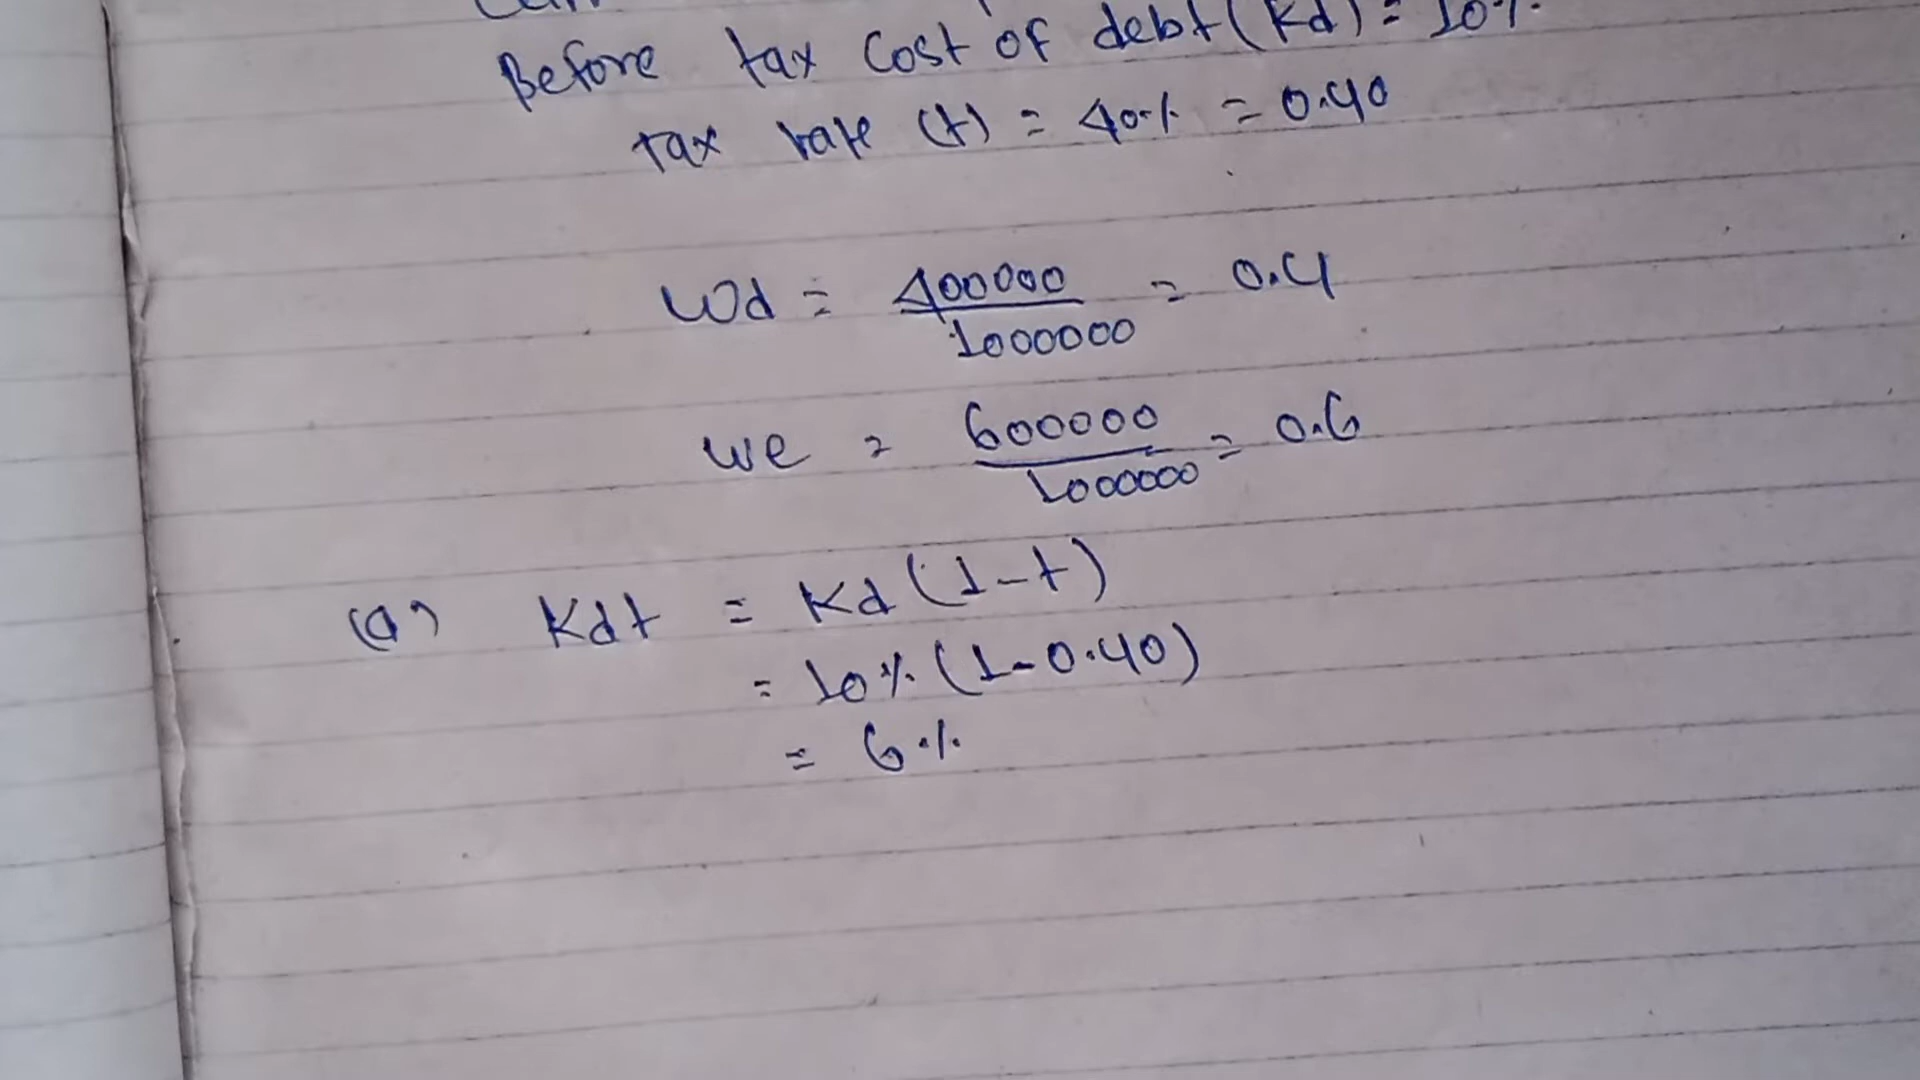 Before tax Cost of debt (Kd) = 10%
tax rate (t) = 40% = 0.40
Wd = 400000 / 1000000 = 0.4
we = 600000 / 1000000 = 0.6
(a) Kdt = Kd (1-t)
= 10% (1-0.40)
= 6%